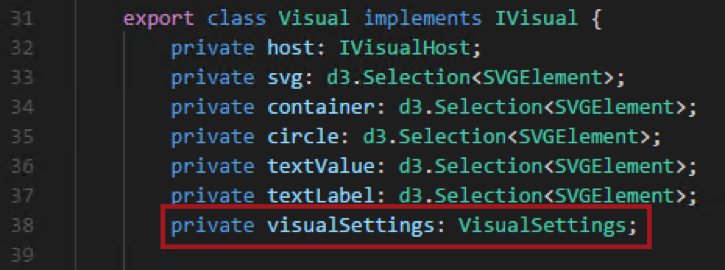 31 export class Visual implements IVisual {
32 private host: IVisualHost;
33 private svg: d3.Selection<SVGElement>;
34 private container: d3.Selection<SVGElement>;
35 private circle: d3.Selection<SVGElement>;
36 private textValue: d3.Selection<SVGElement>;
37 private textLabel: d3.Selection<SVGElement>;
38 private visualSettings: VisualSettings;
39